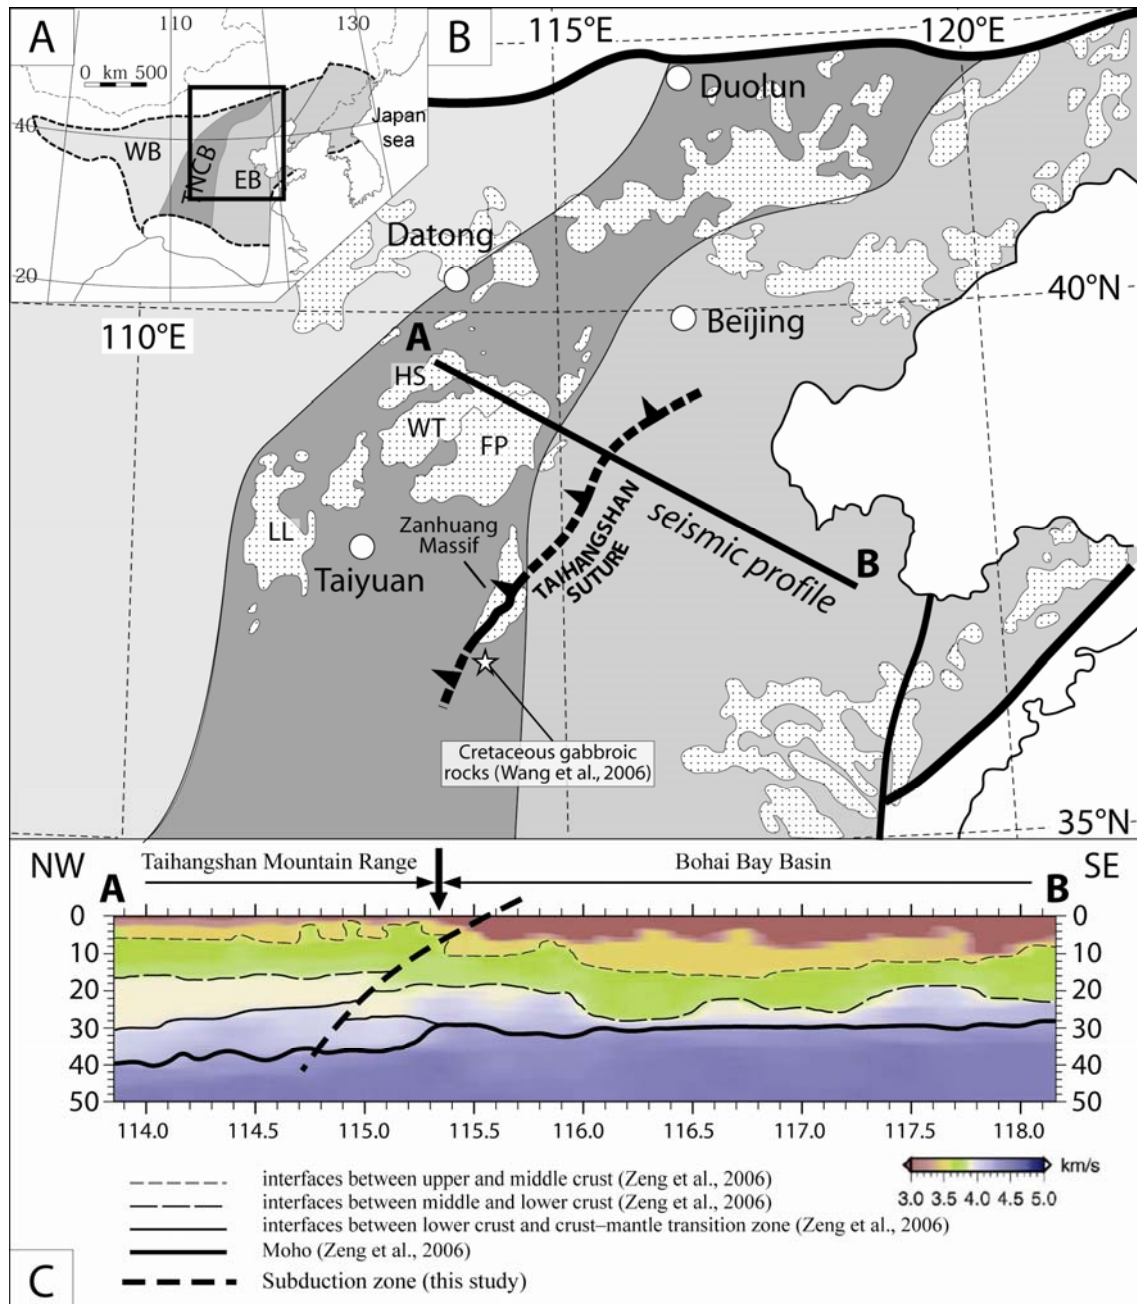 A
110
130
0 km 500
40
WB
TNCB
EB
Japan
sea
20
B
115°E
120°E
Duolun
Datong
40°N
110°E
Beijing
A
HS
WT
FP
LL
Zanhuang
Massif
Taiyuan
TAIHANGSHAN
SUTURE
seismic profile
B
Cretaceous gabbroic
rocks (Wang et al., 2006)
35°N
NW
Taihangshan Mountain Range
Bohai Bay Basin
SE
A
B
0
10
20
30
40
50
0
10
20
30
40
50
114.0 114.5 115.0 115.5 116.0 116.5 117.0 117.5 118.0
interfaces between upper and middle crust (Zeng et al., 2006)
interfaces between middle and lower crust (Zeng et al., 2006)
interfaces between lower crust and crust–mantle transition zone (Zeng et al., 2006)
Moho (Zeng et al., 2006)
Subduction zone (this study)
km/s
3.0 3.5 4.0 4.5 5.0
C